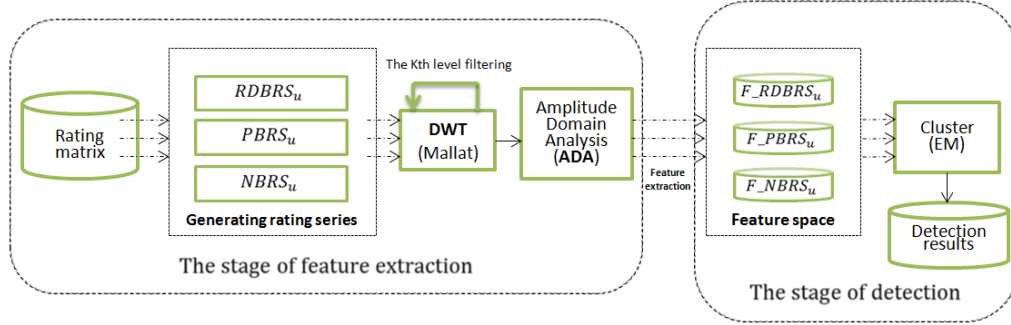 Rating
matrix
RDBRS_u
PBRS_u
NBRS_u
Generating rating series
The Kth level filtering
DWT
(Mallat)
Amplitude
Domain
Analysis
(ADA)
The stage of feature extraction
Feature
extraction
F_RDBRS_u
F_PBRS_u
F_NBRS_u
Feature space
Cluster
(EM)
Detection
results
The stage of detection